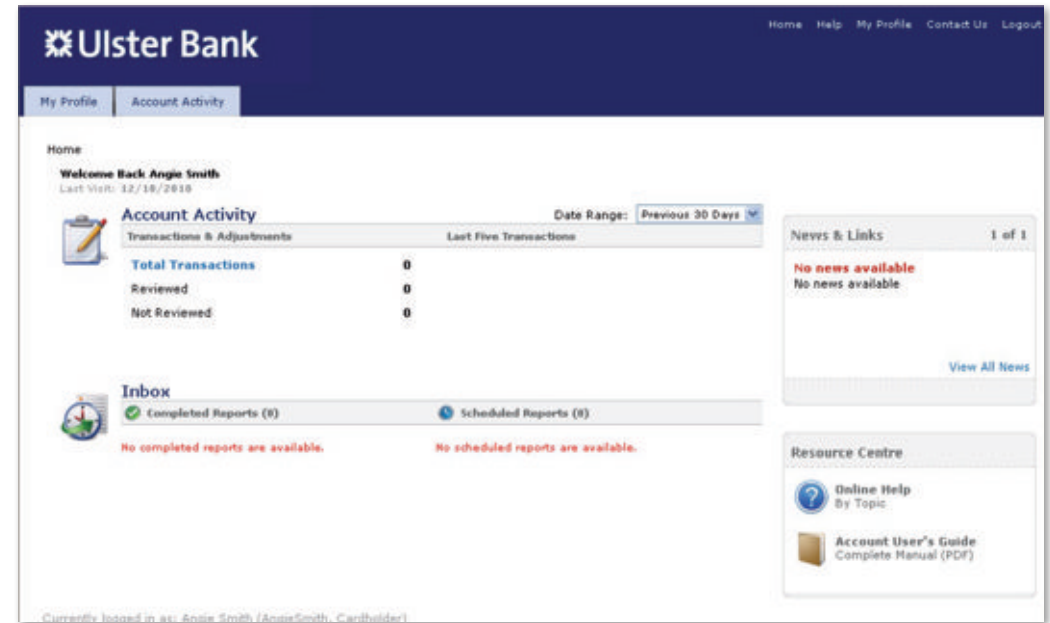 Home Help My Profile Contact Us Logout
Ulster Bank
My Profile Account Activity
Home
Welcome Back Angie Smith
Last Visit: 12/10/2010
Account Activity
Date Range: Previous 30 Days
Transactions & Adjustments Last Five Transactions
Total Transactions 0
Reviewed 0
Not Reviewed 0
Inbox
Completed Reports (0) Scheduled Reports (0)
No completed reports are available. No scheduled reports are available.
News & Links 1 of 1
No news available
No news available
View All News
Resource Centre
Online Help
By Topic
Account User's Guide
Complete Manual (PDF)
Currently logged in as: Angie Smith (AngieSmith, Cardholder)